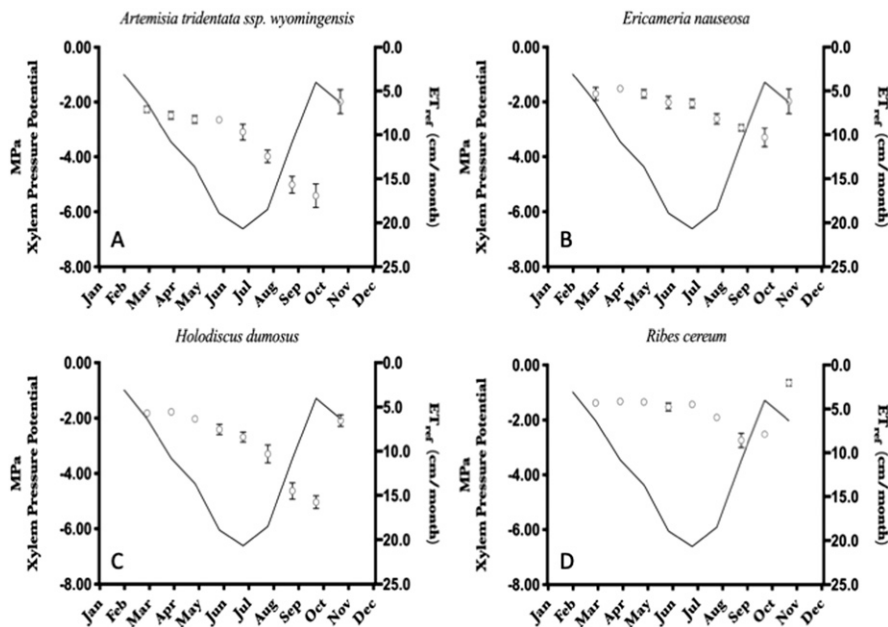 Artemisia tridentata ssp. wyomingensis
0.00
-2.00
-4.00
-6.00
-8.00
MPa
Xylem Pressure Potential
A
0.0
5.0
10.0
15.0
20.0
25.0
ET ref (cm/month)
Jan Feb Mar Apr May Jun Jul Aug Sep Oct Nov Dec
Ericameria nauseosa
0.00
-2.00
-4.00
-6.00
-8.00
MPa
Xylem Pressure Potential
B
0.0
5.0
10.0
15.0
20.0
25.0
ET ref (cm/month)
Jan Feb Mar Apr May Jun Jul Aug Sep Oct Nov Dec
Holodiscus dumosus
0.00
-2.00
-4.00
-6.00
-8.00
MPa
Xylem Pressure Potential
C
0.0
5.0
10.0
15.0
20.0
25.0
ET ref (cm/month)
Jan Feb Mar Apr May Jun Jul Aug Sep Oct Nov Dec
Ribes cereum
0.00
-2.00
-4.00
-6.00
-8.00
MPa
Xylem Pressure Potential
D
0.0
5.0
10.0
15.0
20.0
25.0
ET ref (cm/month)
Jan Feb Mar Apr May Jun Jul Aug Sep Oct Nov Dec